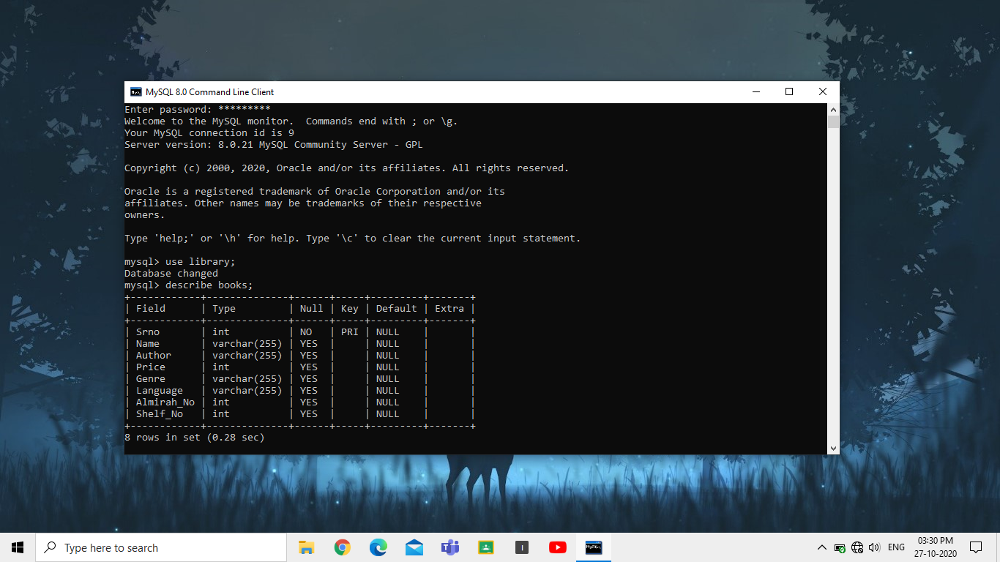 MySQL 8.0 Command Line Client
Enter password: *********
Welcome to the MySQL monitor.  Commands end with ; or \g.
Your MySQL connection id is 9
Server version: 8.0.21 MySQL Community Server - GPL
Copyright (c) 2000, 2020, Oracle and/or its affiliates. All rights reserved.
Oracle is a registered trademark of Oracle Corporation and/or its
affiliates. Other names may be trademarks of their respective
owners.
Type 'help;' or '\h' for help. Type '\c' to clear the current input statement.
mysql> use library;
Database changed
mysql> describe books;
+------------+--------------+------+-----+---------+-------+
| Field      | Type         | Null | Key | Default | Extra |
+------------+--------------+------+-----+---------+-------+
| Srno       | int          | NO   | PRI | NULL    |       |
| Name       | varchar(255) | YES  |     | NULL    |       |
| Author     | varchar(255) | YES  |     | NULL    |       |
| Price      | int          | YES  |     | NULL    |       |
| Genre      | varchar(255) | YES  |     | NULL    |       |
| Language   | varchar(255) | YES  |     | NULL    |       |
| Almirah_No | int          | YES  |     | NULL    |       |
| Shelf_No   | int          | YES  |     | NULL    |       |
+------------+--------------+------+-----+---------+-------+
8 rows in set (0.28 sec)
Type here to search
ENG
03:30 PM
27-10-2020